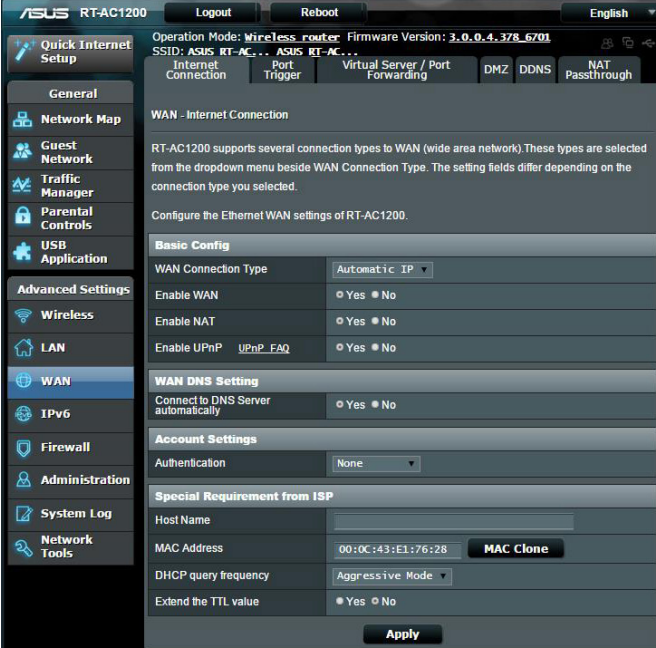 ASUS RT-AC1200 Logout Reboot English
Quick Internet Setup
Operation Mode: Wireless router Firmware Version: 3.0.0.4.378_6701
SSID: ASUS RT-AC... ASUS RT-AC...
Internet Connection Port Trigger Virtual Server / Port Forwarding DMZ DDNS NAT Passthrough
General
Network Map
Guest Network
Traffic Manager
Parental Controls
USB Application
Advanced Settings
Wireless
LAN
WAN
IPv6
Firewall
Administration
System Log
Network Tools
WAN - Internet Connection
RT-AC1200 supports several connection types to WAN (wide area network).These types are selected
from the dropdown menu beside WAN Connection Type. The setting fields differ depending on the
connection type you selected.
Configure the Ethernet WAN settings of RT-AC1200.
Basic Config
WAN Connection Type Automatic IP
Enable WAN Yes No
Enable NAT Yes No
Enable UPnP UPnP FAQ Yes No
WAN DNS Setting
Connect to DNS Server automatically Yes No
Account Settings
Authentication None
Special Requirement from ISP
Host Name
MAC Address 00:0C:43:E1:76:28 MAC Clone
DHCP query frequency Aggressive Mode
Extend the TTL value Yes No
Apply